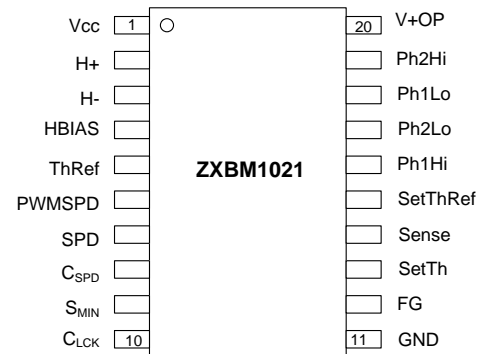 Vcc 1 20 V+OP
H+ Ph2Hi
H- Ph1Lo
HBIAS Ph2Lo
ThRef ZXBM1021 Ph1Hi
PWMSPD SetThRef
SPD Sense
CSPD SetTh
SMIN FG
CLCK 10 11 GND